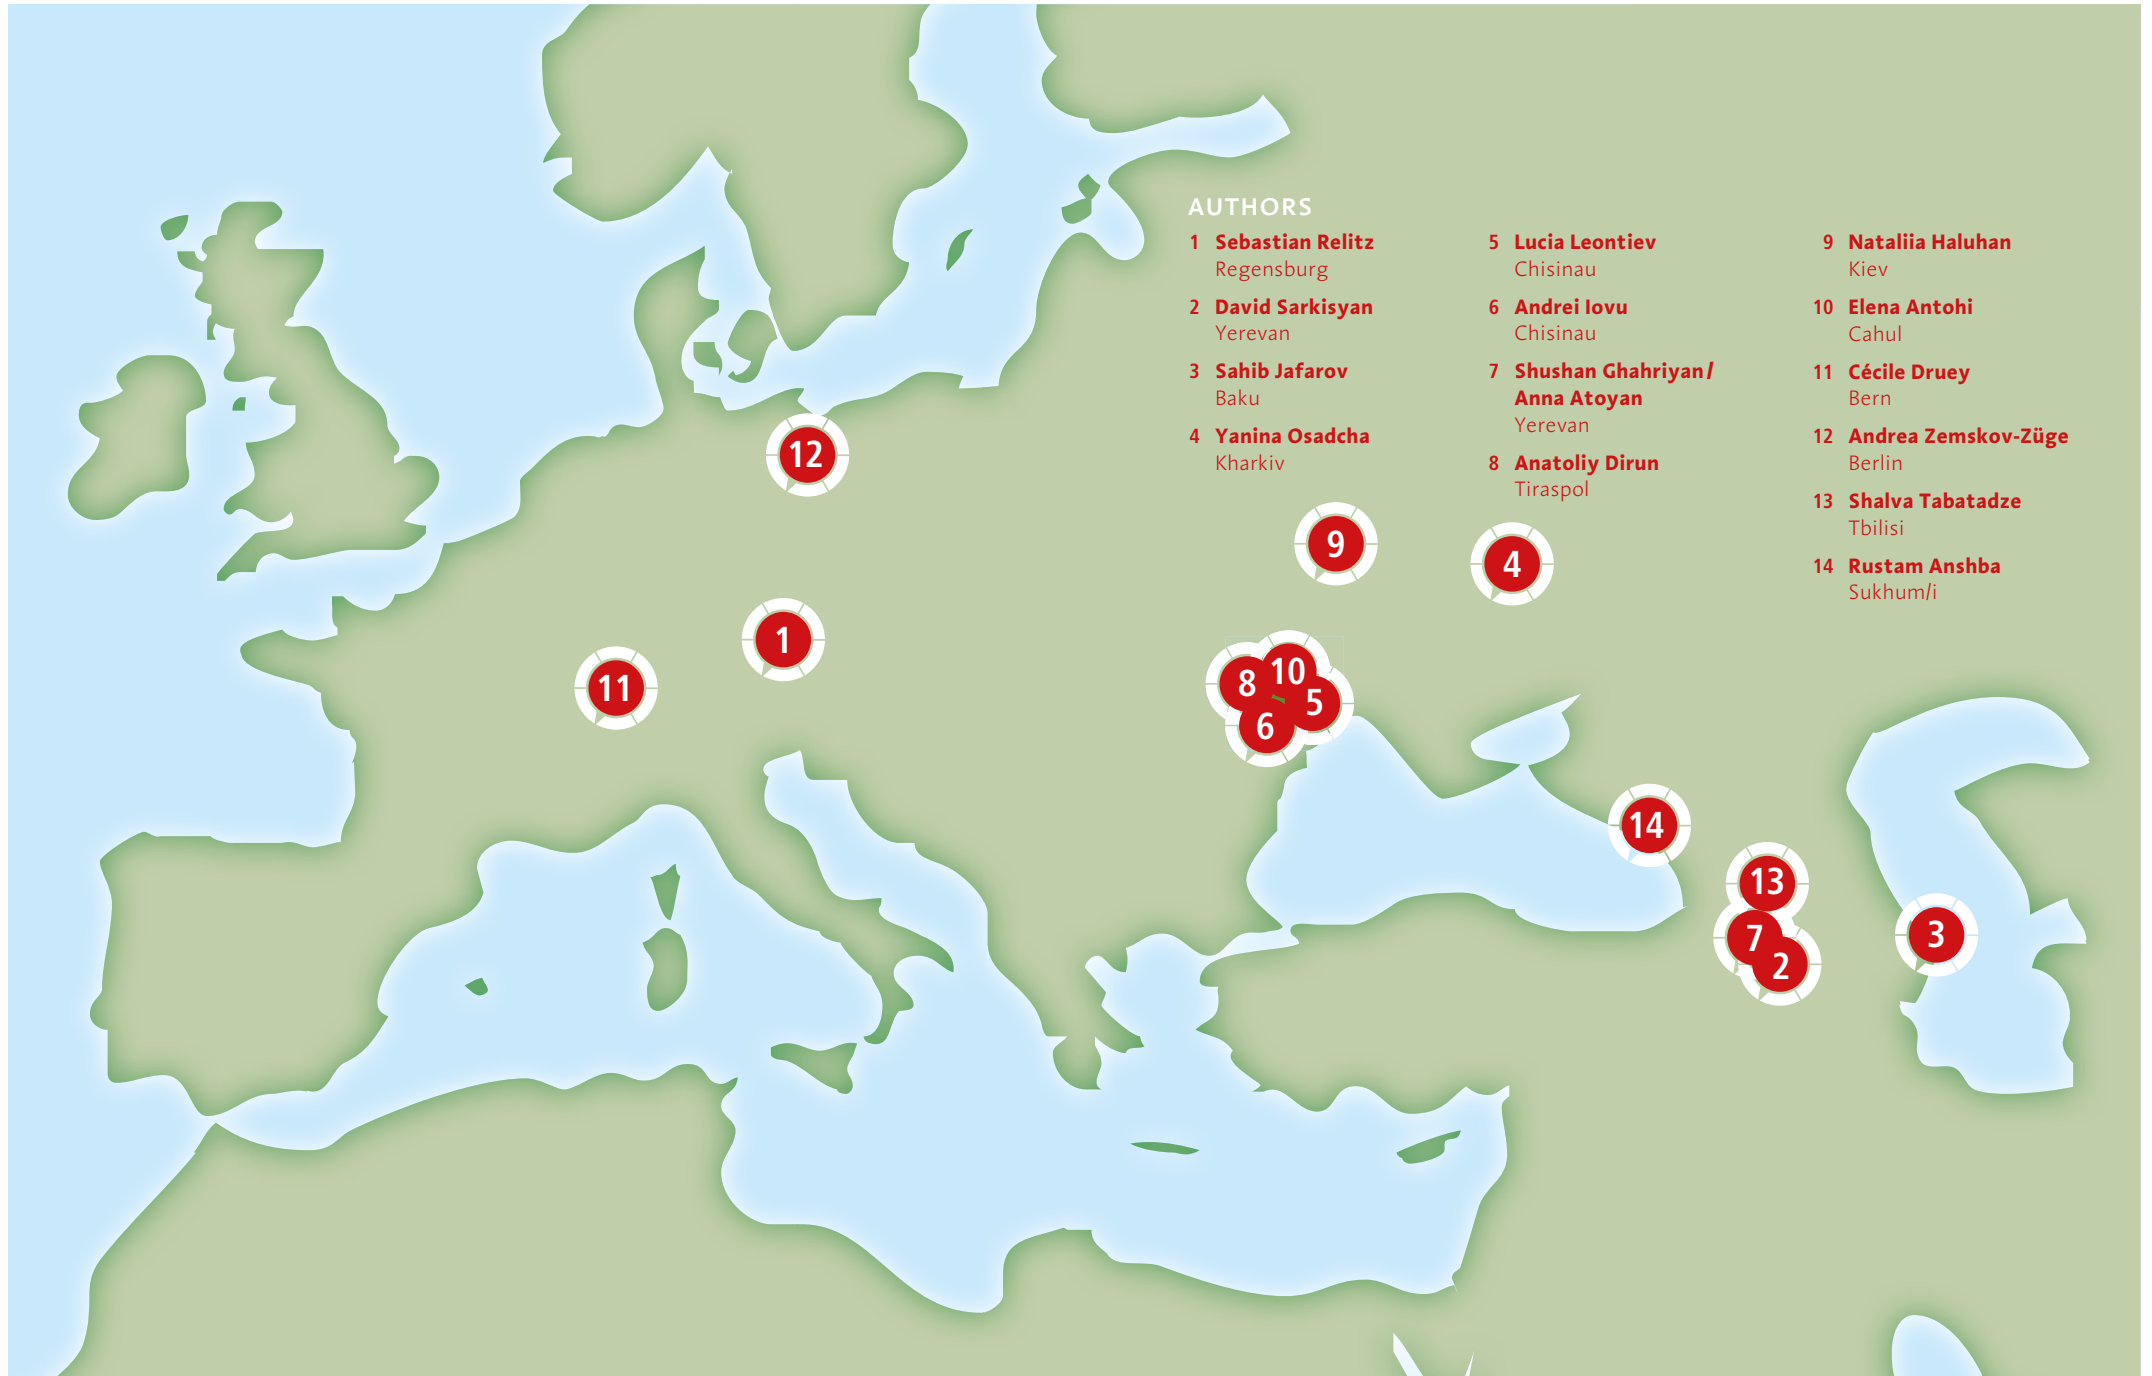 AUTHORS
1 Sebastian Relitz
Regensburg
2 David Sarkisyan
Yerevan
3 Sahib Jafarov
Baku
4 Yanina Osadcha
Kharkiv
5 Lucia Leontiev
Chisinau
6 Andrei Iovu
Chisinau
7 Shushan Ghahriyan/
Anna Atoyan
Yerevan
8 Anatoliy Dirun
Tiraspol
9 Nataliia Haluhan
Kiev
10 Elena Antohi
Cahul
11 Cécile Druey
Bern
12 Andrea Zemskov-Züge
Berlin
13 Shalva Tabatadze
Tbilisi
14 Rustam Anshba
Sukhum/i
12
9
4
1
11
8
10
5
6
14
13
7
2
3